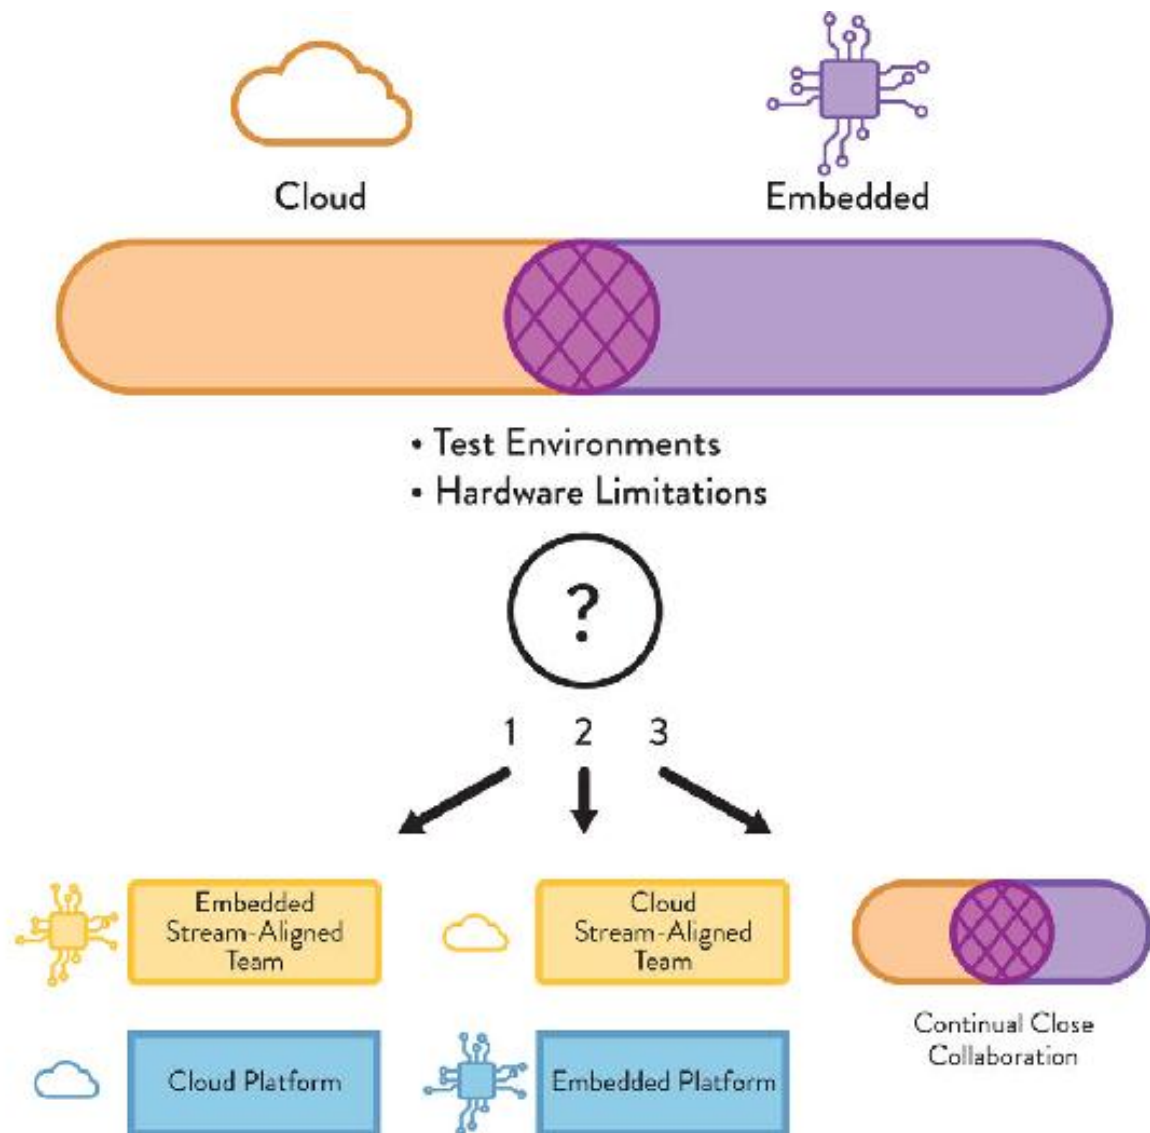 Cloud
Embedded
• Test Environments
• Hardware Limitations
?
1 2 3
Embedded
Stream-Aligned
Team
Cloud
Stream-Aligned
Team
Continual Close
Collaboration
Cloud Platform
Embedded Platform